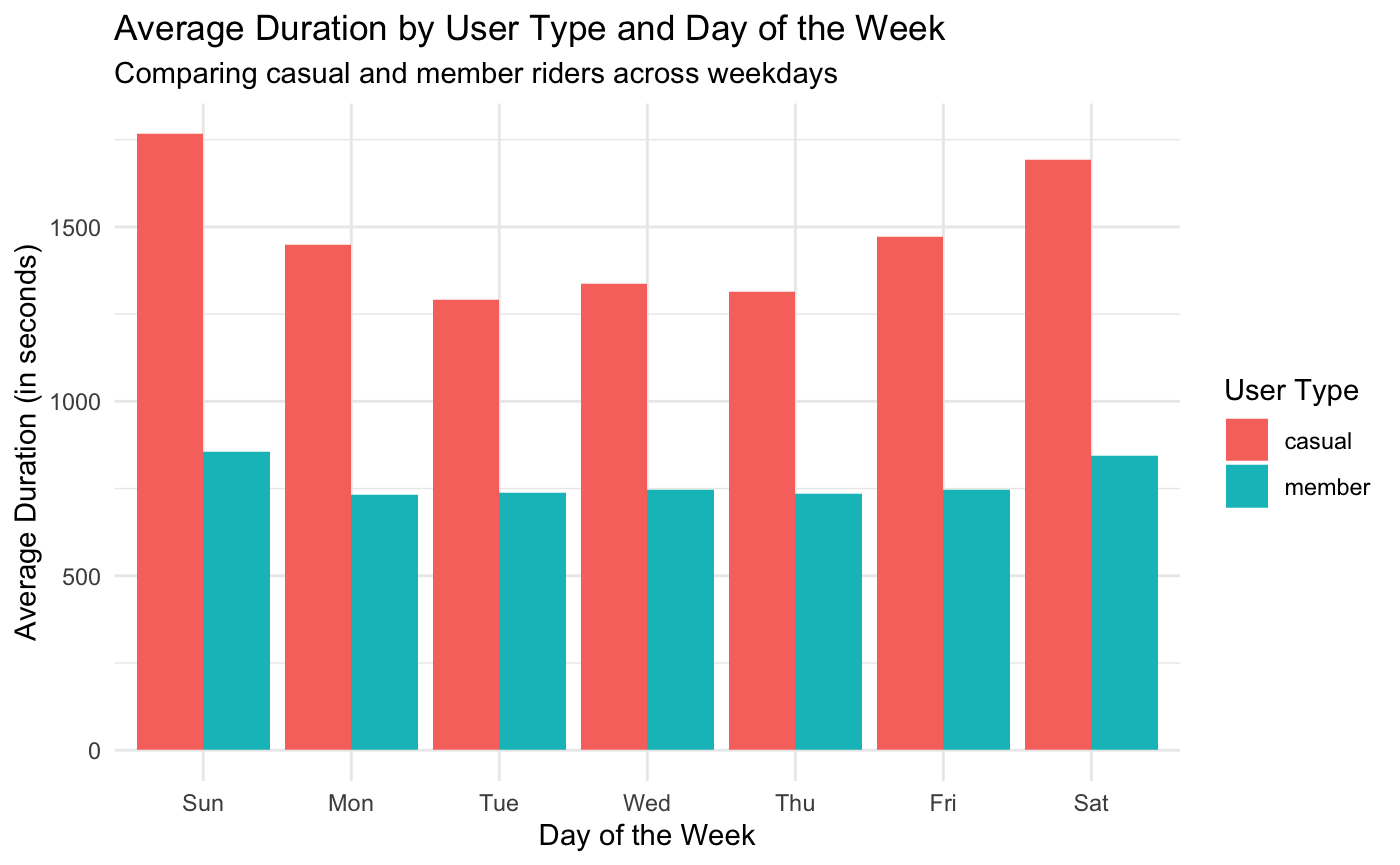 Average Duration by User Type and Day of the Week
Comparing casual and member riders across weekdays
Average Duration (in seconds)
1500
1000
500
0
Sun Mon Tue Wed Thu Fri Sat
Day of the Week
User Type
casual
member